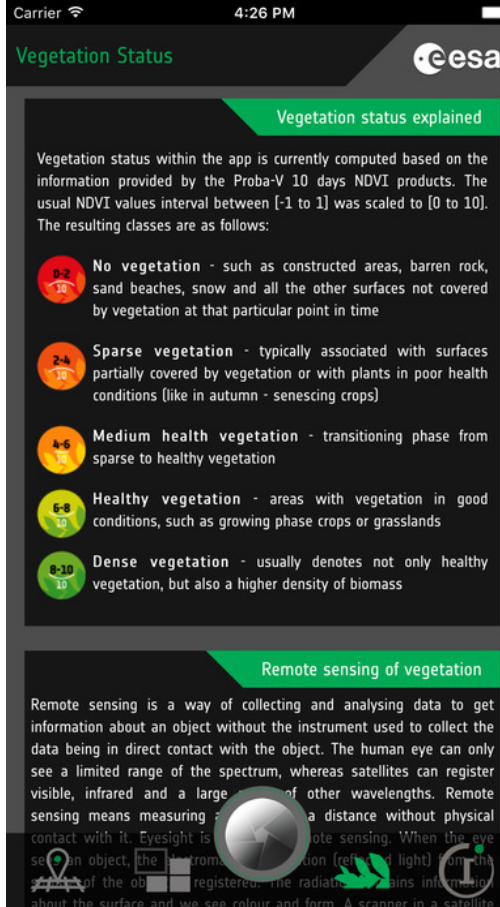 Carrier 4:26 PM
Vegetation Status
esa
Vegetation status explained
Vegetation status within the app is currently computed based on the
information provided by the Proba-V 10 days NDVI products. The
usual NDVI values interval between [-1 to 1] was scaled to [0 to 10].
The resulting classes are as follows:
0-2
10
No vegetation - such as constructed areas, barren rock,
sand beaches, snow and all the other surfaces not covered
by vegetation at that particular point in time
2-4
10
Sparse vegetation - typically associated with surfaces
partially covered by vegetation or with plants in poor health
conditions (like in autumn - senescing crops)
4-6
10
Medium health vegetation - transitioning phase from
sparse to healthy vegetation
6-8
10
Healthy vegetation - areas with vegetation in good
conditions, such as growing phase crops or grasslands
8-10
10
Dense vegetation - usually denotes not only healthy
vegetation, but also a higher density of biomass
Remote sensing of vegetation
Remote sensing is a way of collecting and analysing data to get
information about an object without the instrument used to collect the
data being in direct contact with the object. The human eye can only
see a limited range of the spectrum, whereas satellites can register
visible, infrared and a large of other wavelengths. Remote
sensing means measuring a distance without physical
contact with it. Eyesight is sensing. When the eye
an object, the (reflected light) from the
of the registered. The
about the surface and we see colour and form. A scanner in a satellite